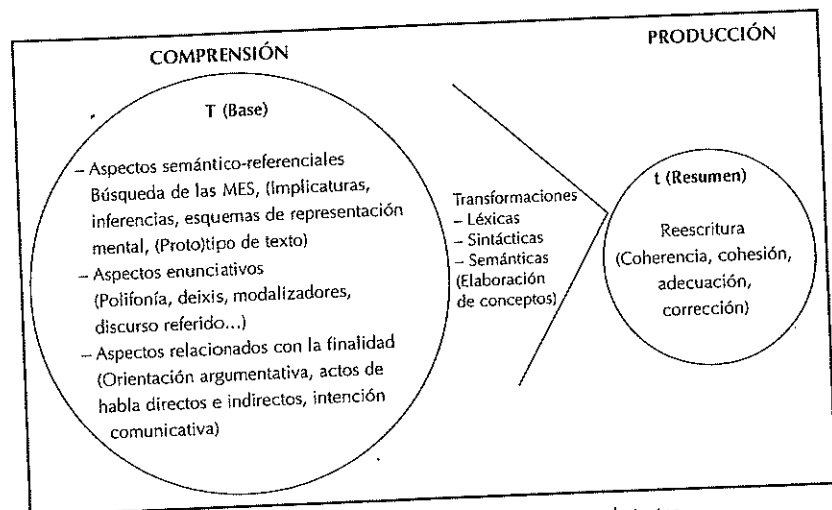 COMPRENSIÓN
T (Base)
– Aspectos semántico-referenciales
Búsqueda de las MES, (Implicaturas,
inferencias, esquemas de representación
mental, (Proto)tipo de texto)
– Aspectos enunciativos
(Polifonía, deixis, modalizadores,
discurso referido...)
– Aspectos relacionados con la finalidad
(Orientación argumentativa, actos de
habla directos e indirectos, intención
comunicativa)
Transformaciones
– Léxicas
– Sintácticas
– Semánticas
(Elaboración
de conceptos)
PRODUCCIÓN
t (Resumen)
Reescritura
(Coherencia, cohesión,
adecuación,
corrección)